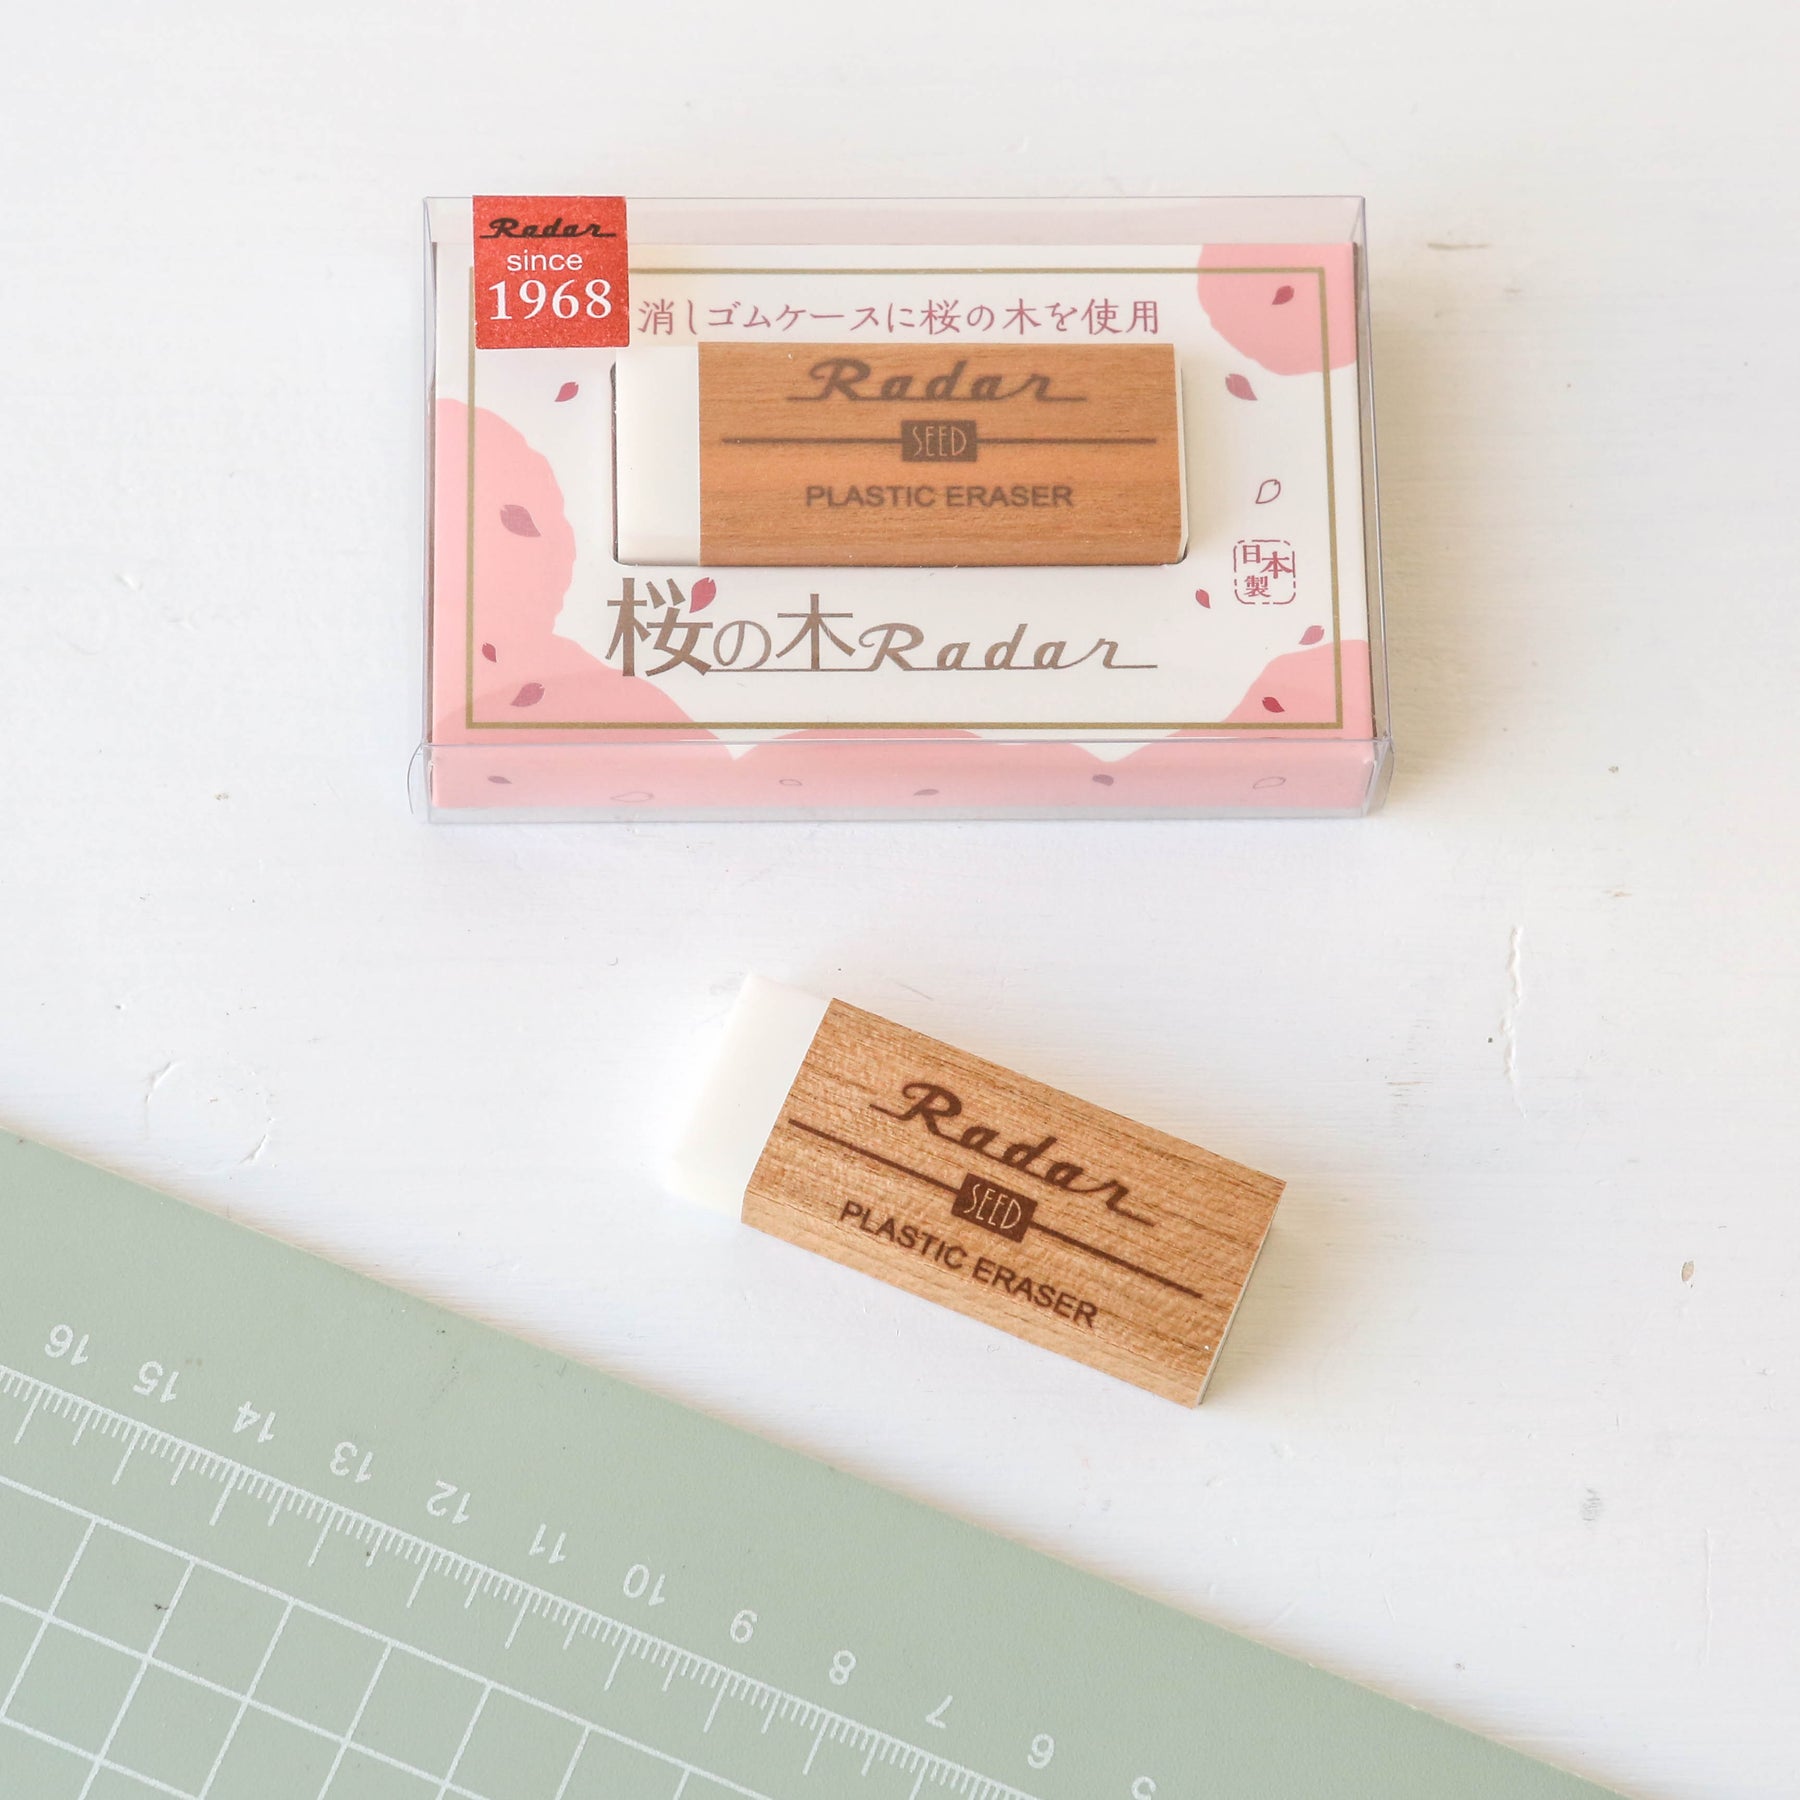 Radar
since
1968
消しゴムケースに桜の木を使用
Radar
SEED
PLASTIC ERASER
日本製
桜の木Radar
Radar
SEED
PLASTIC ERASER
16 15 14 13 12 11 10 9 8 7 6 5